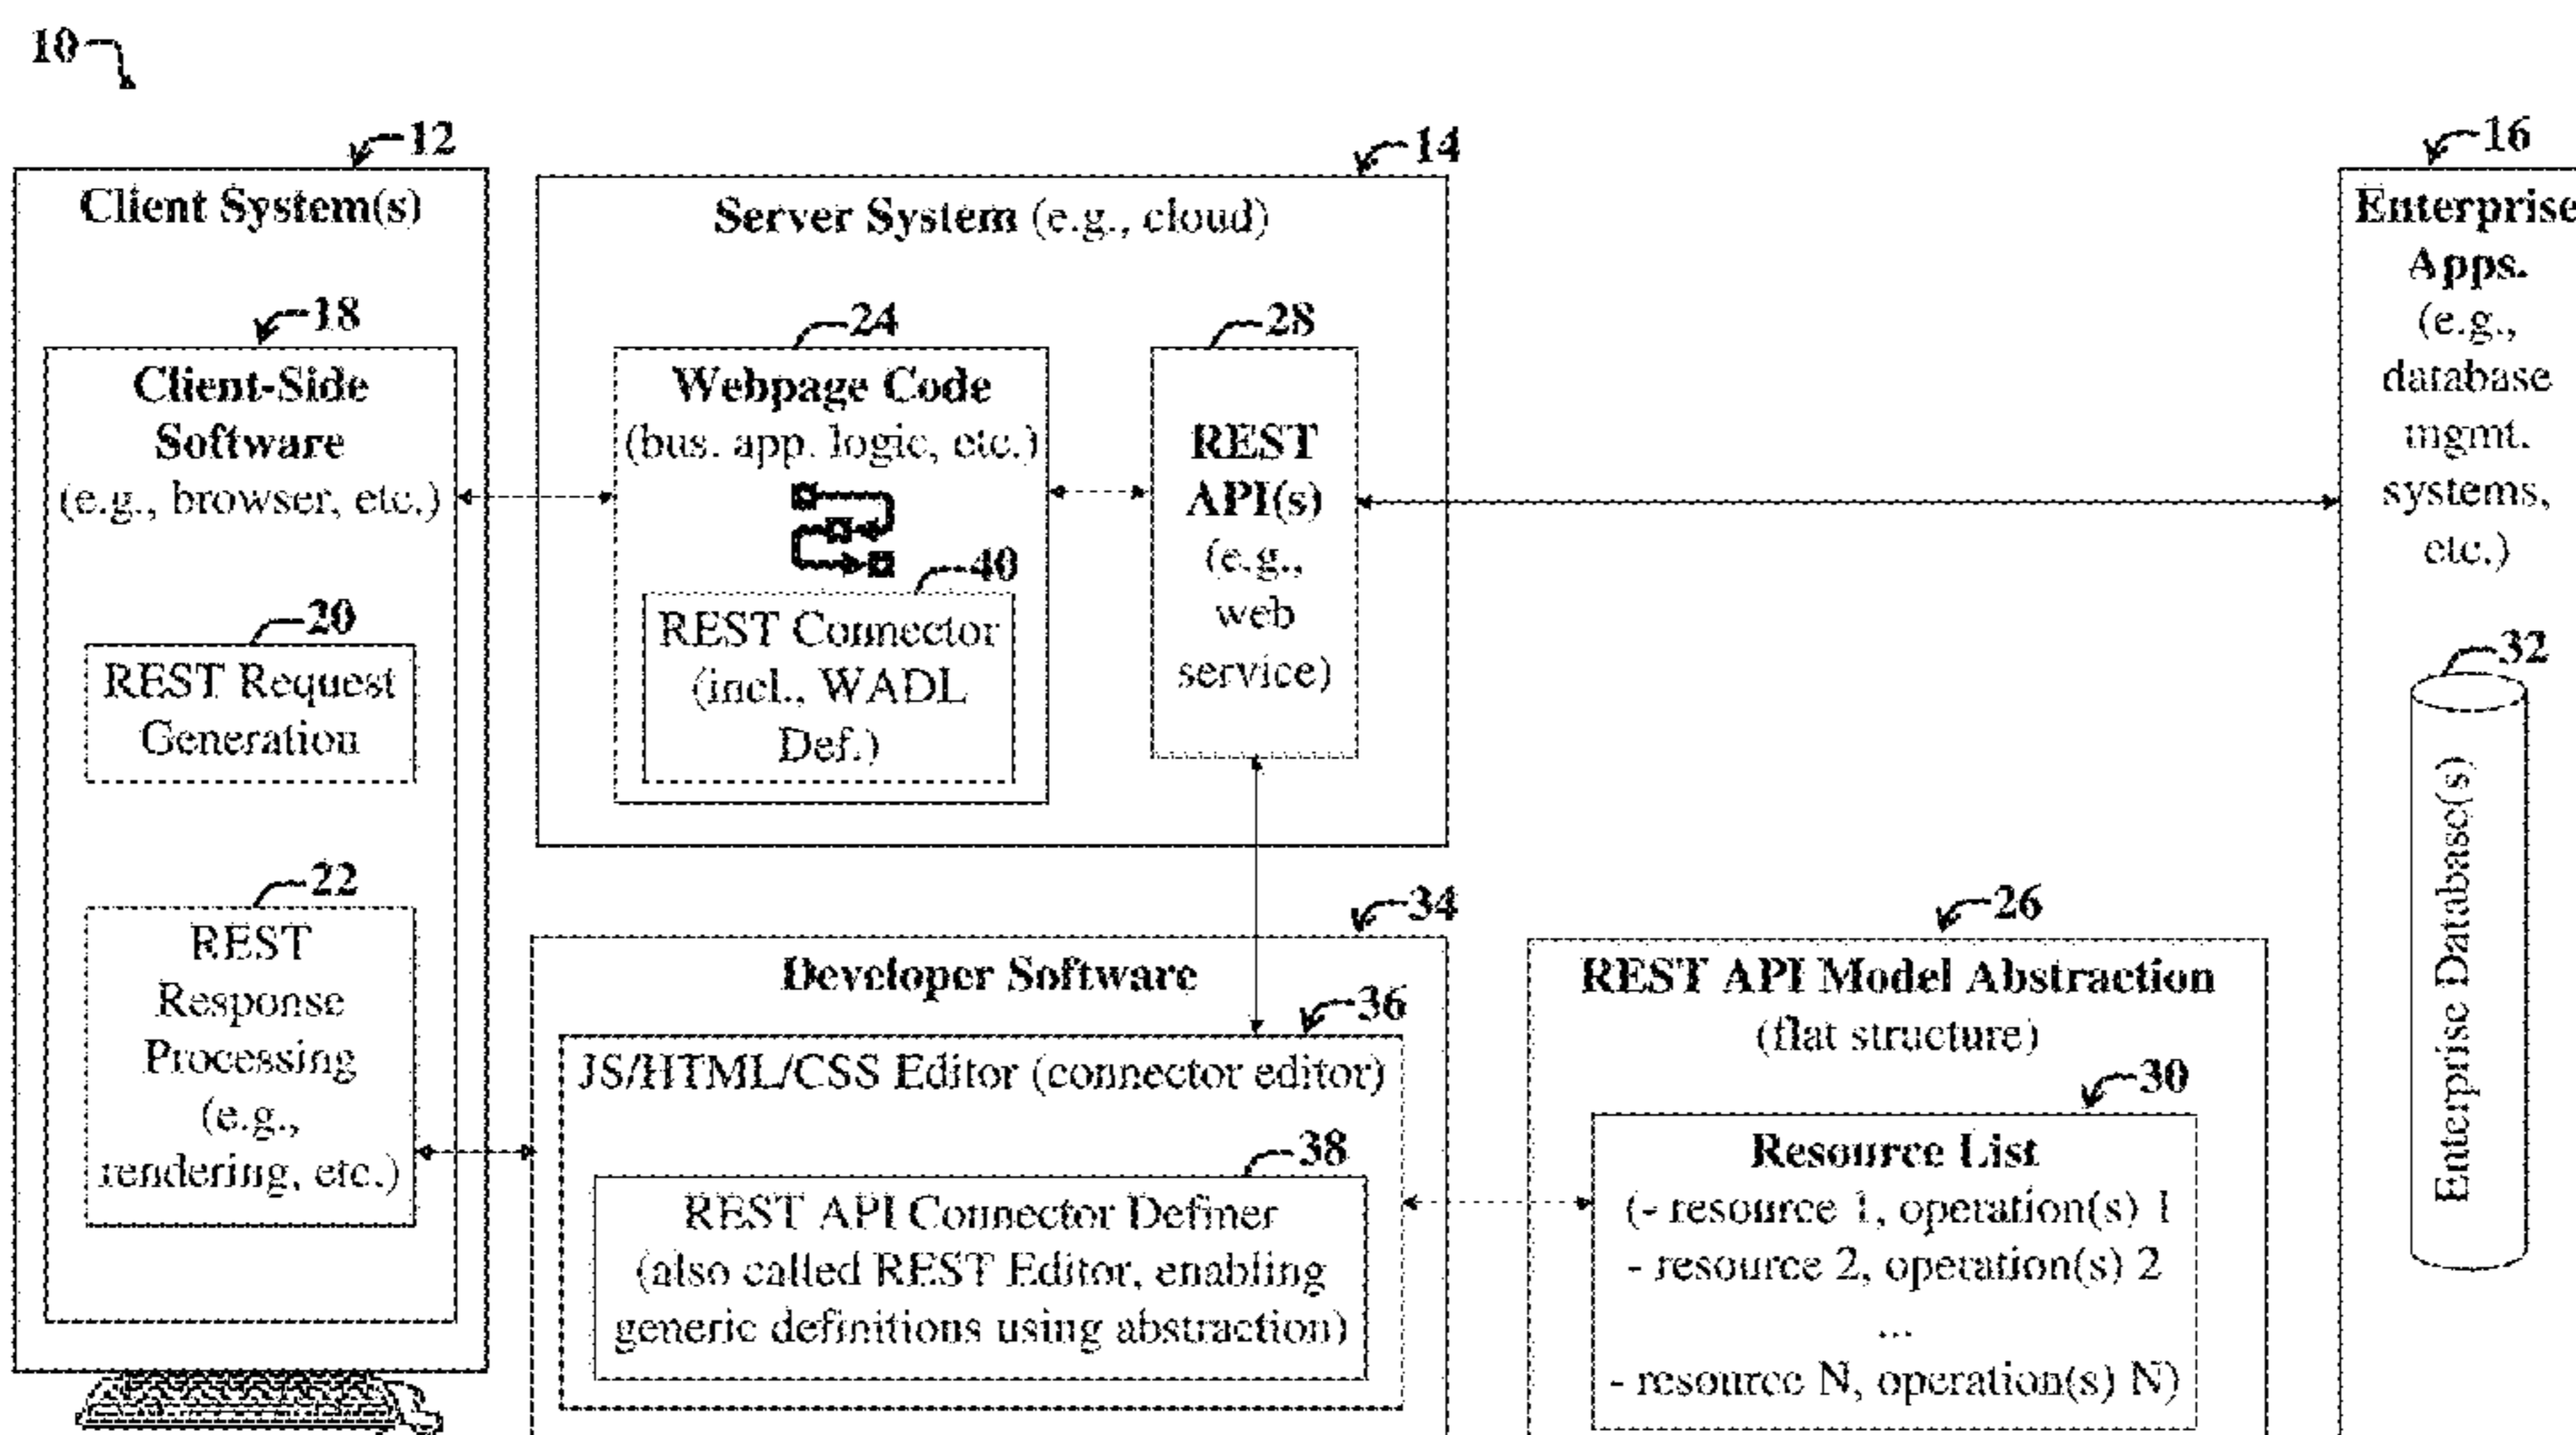 10
12
Client System(s)
18
Client-Side
Software
(e.g., browser, etc.)
20
REST Request
Generation
22
REST
Response
Processing
(e.g.,
rendering, etc.)
14
Server System (e.g., cloud)
24
Webpage Code
(bus. app. logic, etc.)
40
REST Connector
(incl., WADL
Def.)
28
REST
API(s)
(e.g.,
web
service)
34
Developer Software
36
JS/HTML/CSS Editor (connector editor)
38
REST API Connector Definer
(also called REST Editor, enabling
generic definitions using abstraction)
26
REST API Model Abstraction
(flat structure)
30
Resource List
(- resource 1, operation(s) 1
- resource 2, operation(s) 2
...
- resource N, operation(s) N)
16
Enterprise
Apps.
(e.g.,
database
mgmt.
systems,
etc.)
32
Enterprise Database(s)